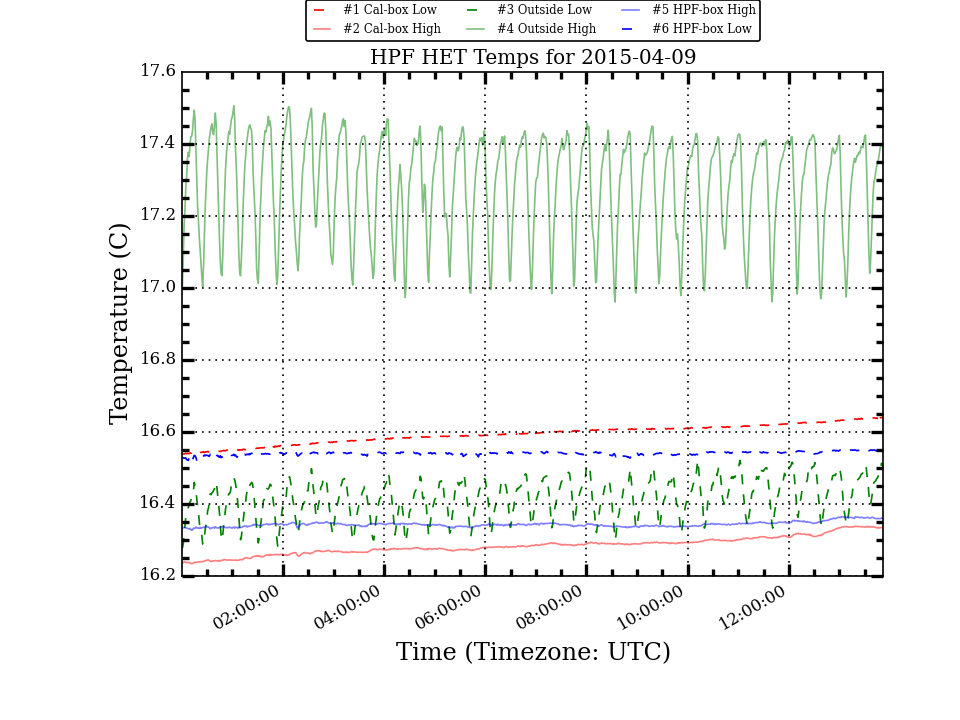 #1 Cal-box Low #3 Outside Low #5 HPF-box High
#2 Cal-box High #4 Outside High #6 HPF-box Low
HPF HET Temps for 2015-04-09
17.6
17.4
17.2
17.0
16.8
16.6
16.4
16.2
Temperature (C)
02:00:00 04:00:00 06:00:00 08:00:00 10:00:00 12:00:00
Time (Timezone: UTC)